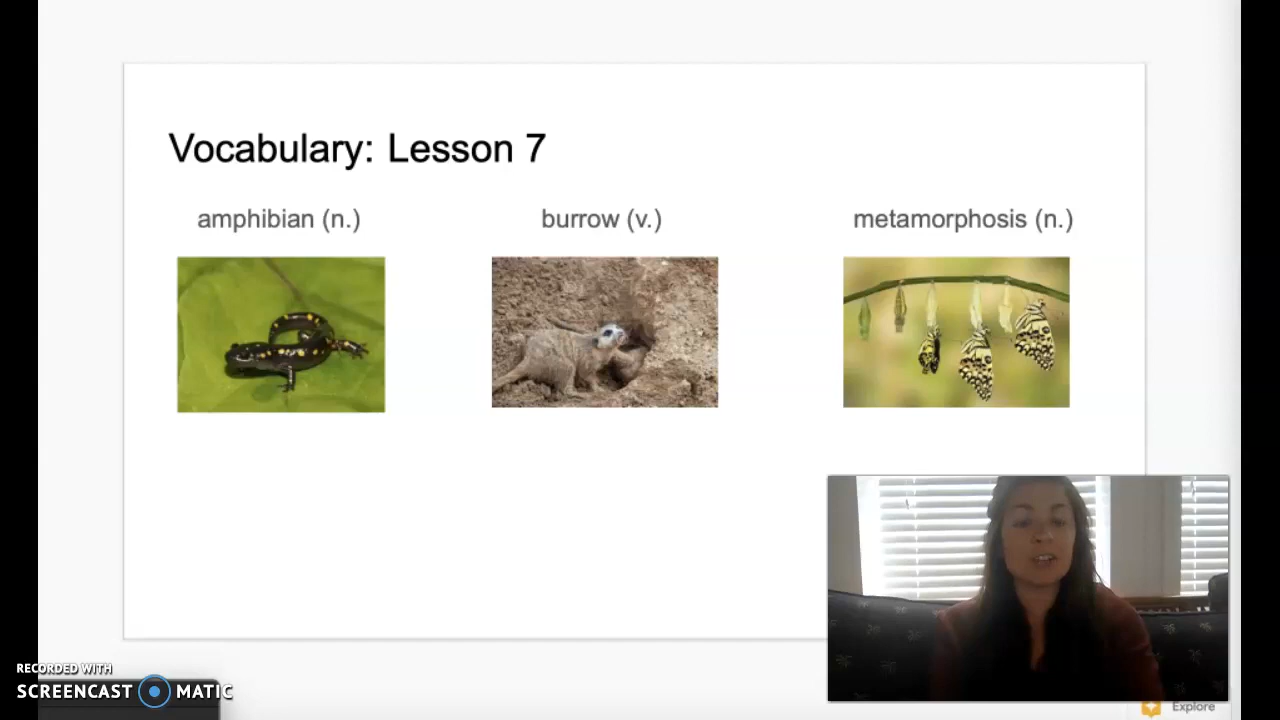 Vocabulary: Lesson 7
amphibian (n.)
burrow (v.)
metamorphosis (n.)
RECORDED WITH
SCREENCAST MATIC
Explore